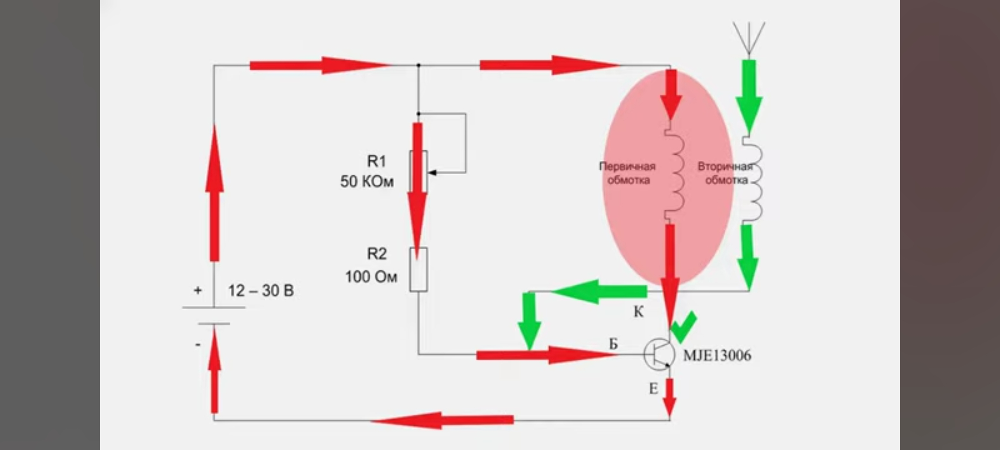 R1
50 КОм
Первичная
обмотка
Вторичная
обмотка
R2
100 Ом
+
12 – 30 В
-
К
Б
MJE13006
Е